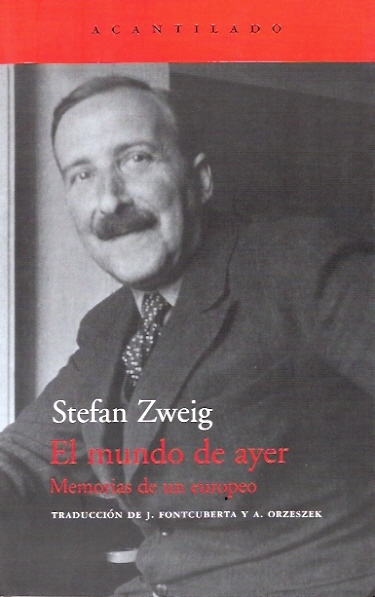 ACANTILADO
Stefan Zweig
El mundo de ayer
Memorias de un europeo
TRADUCCIÓN DE J. FONTCUBERTA Y A. ORZESZEK